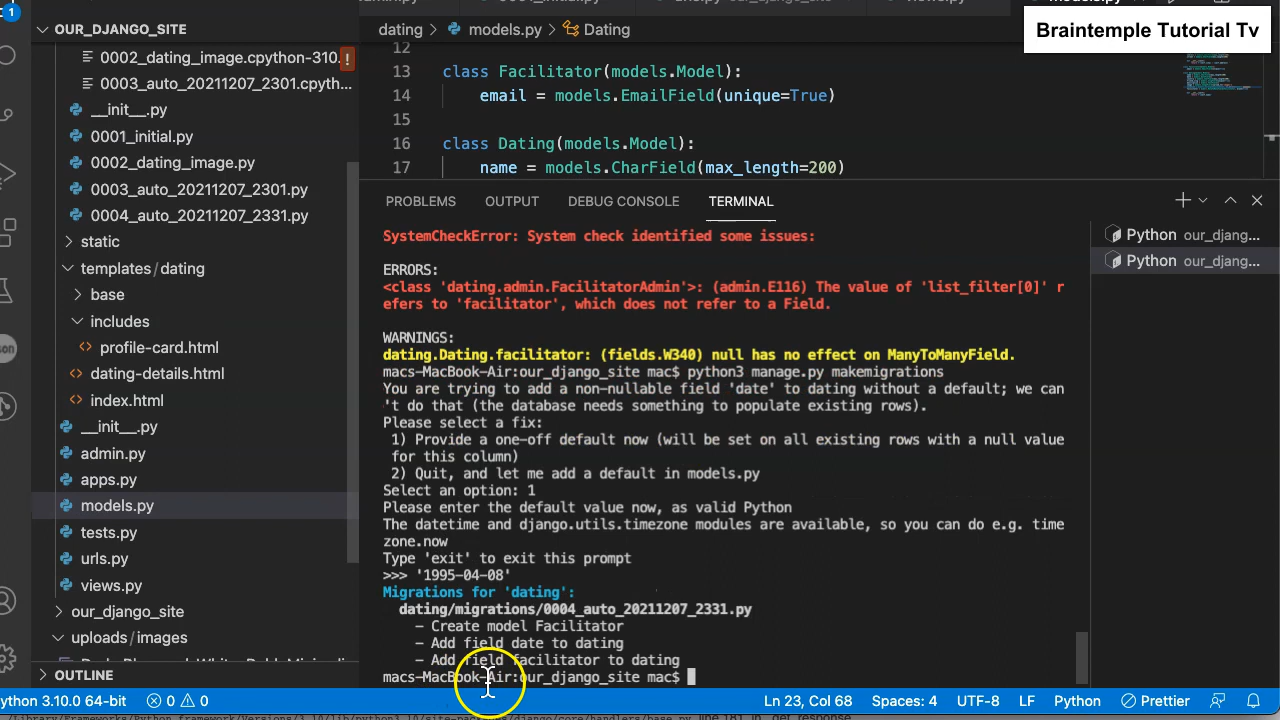 1
OUR_DJANGO_SITE
0002_dating_image.cpython-310.
!
0003_auto_20211207_2301.cpyth...
__init__.py
0001_initial.py
0002_dating_image.py
0003_auto_20211207_2301.py
0004_auto_20211207_2331.py
static
templates/dating
base
includes
profile-card.html
dating-details.html
index.html
__init__.py
admin.py
apps.py
models.py
tests.py
urls.py
views.py
our_django_site
uploads/images
OUTLINE
Braintemple Tutorial Tv
dating models.py Dating
12
13 class Facilitator(models.Model):
14 email = models.EmailField(unique=True)
15
16 class Dating(models.Model):
17 name = models.CharField(max_length=200)
PROBLEMS OUTPUT DEBUG CONSOLE TERMINAL
Python our_djang...
Python our_djang...
SystemCheckError: System check identified some issues:
ERRORS:
<class 'dating.admin.FacilitatorAdmin'>: (admin.E116) The value of 'list_filter[0]' r
efers to 'facilitator', which does not refer to a Field.
WARNINGS:
dating.Dating.facilitator: (fields.W340) null has no effect on ManyToManyField.
macs-MacBook-Air:our_django_site mac$ python3 manage.py makemigrations
You are trying to add a non-nullable field 'date' to dating without a default; we can
't do that (the database needs something to populate existing rows).
Please select a fix:
1) Provide a one-off default now (will be set on all existing rows with a null value
for this column)
2) Quit, and let me add a default in models.py
Select an option: 1
Please enter the default value now, as valid Python
The datetime and django.utils.timezone modules are available, so you can do e.g. time
zone.now
Type 'exit' to exit this prompt
>>> '1995-04-08'
Migrations for 'dating':
dating/migrations/0004_auto_20211207_2331.py
- Create model Facilitator
- Add field date to dating
- Add field facilitator to dating
macs-MacBook-Air:our_django_site mac$
ython 3.10.0 64-bit 0 0 Ln 23, Col 68 Spaces: 4 UTF-8 LF Python Prettier